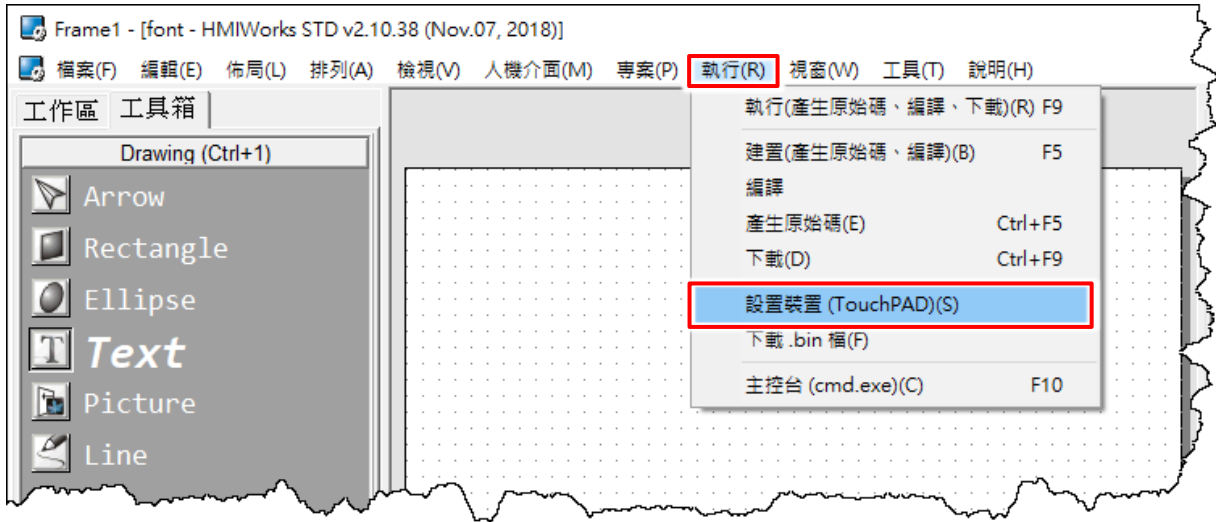 Frame1 - [font - HMIWorks STD v2.10.38 (Nov.07, 2018)]
檔案(F) 編輯(E) 佈局(L) 排列(A) 檢視(V) 人機介面(M) 專案(P) 執行(R) 視窗(W) 工具(T) 說明(H)
工作區 工具箱
Drawing (Ctrl+1)
Arrow
Rectangle
Ellipse
Text
Picture
Line
執行(產生原始碼、編譯、下載)(R) F9
建置(產生原始碼、編譯)(B) F5
編譯
產生原始碼(E) Ctrl+F5
下載(D) Ctrl+F9
設置裝置 (TouchPAD)(S)
下載 .bin 檔(F)
主控台 (cmd.exe)(C) F10